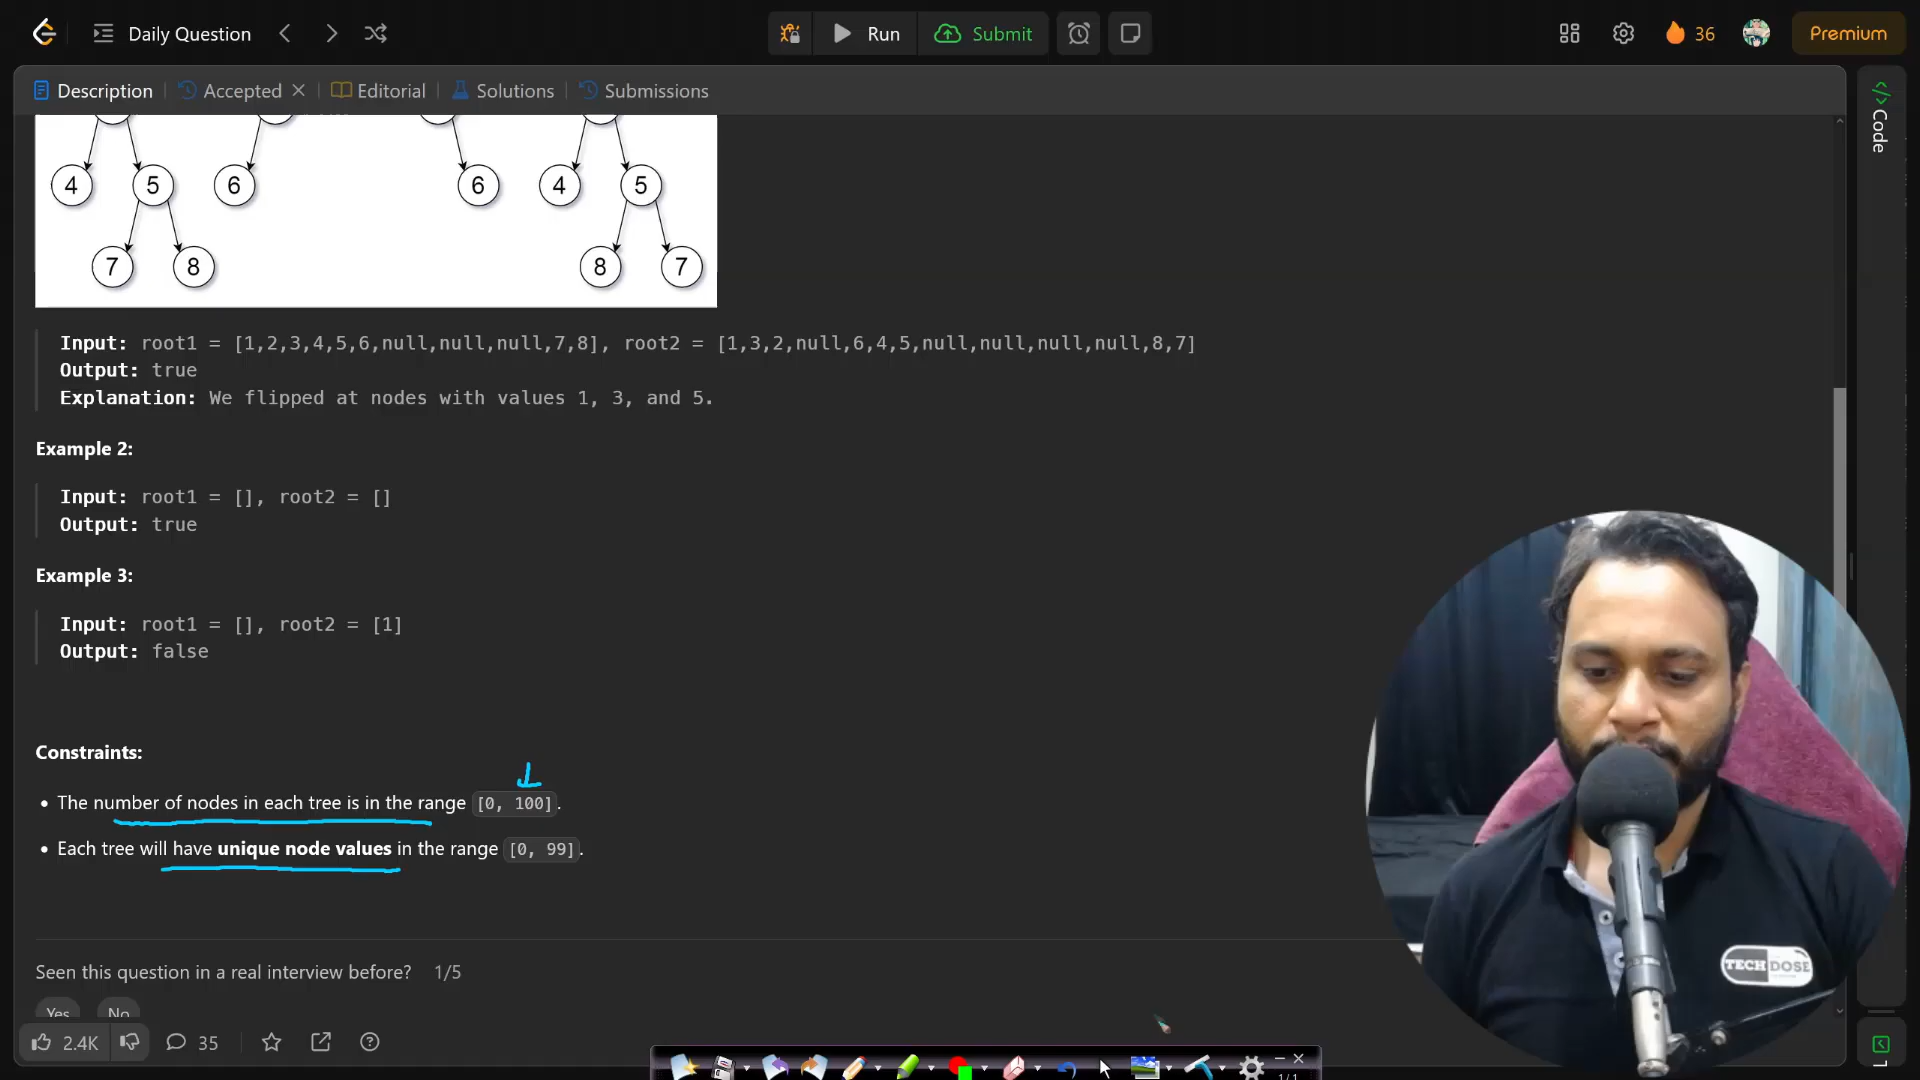 Daily Question
Run
Submit
36
Premium
Description
Accepted
Editorial
Solutions
Submissions
Code
4 5 6 6 4 5
7 8 8 7
Input: root1 = [1,2,3,4,5,6,null,null,null,7,8], root2 = [1,3,2,null,6,4,5,null,null,null,null,8,7]
Output: true
Explanation: We flipped at nodes with values 1, 3, and 5.
Example 2:
Input: root1 = [], root2 = []
Output: true
Example 3:
Input: root1 = [], root2 = [1]
Output: false
Constraints:
• The number of nodes in each tree is in the range [0, 100].
• Each tree will have unique node values in the range [0, 99].
TECH DOSE
Seen this question in a real interview before? 1/5
Yes No
2.4K
35
1/1